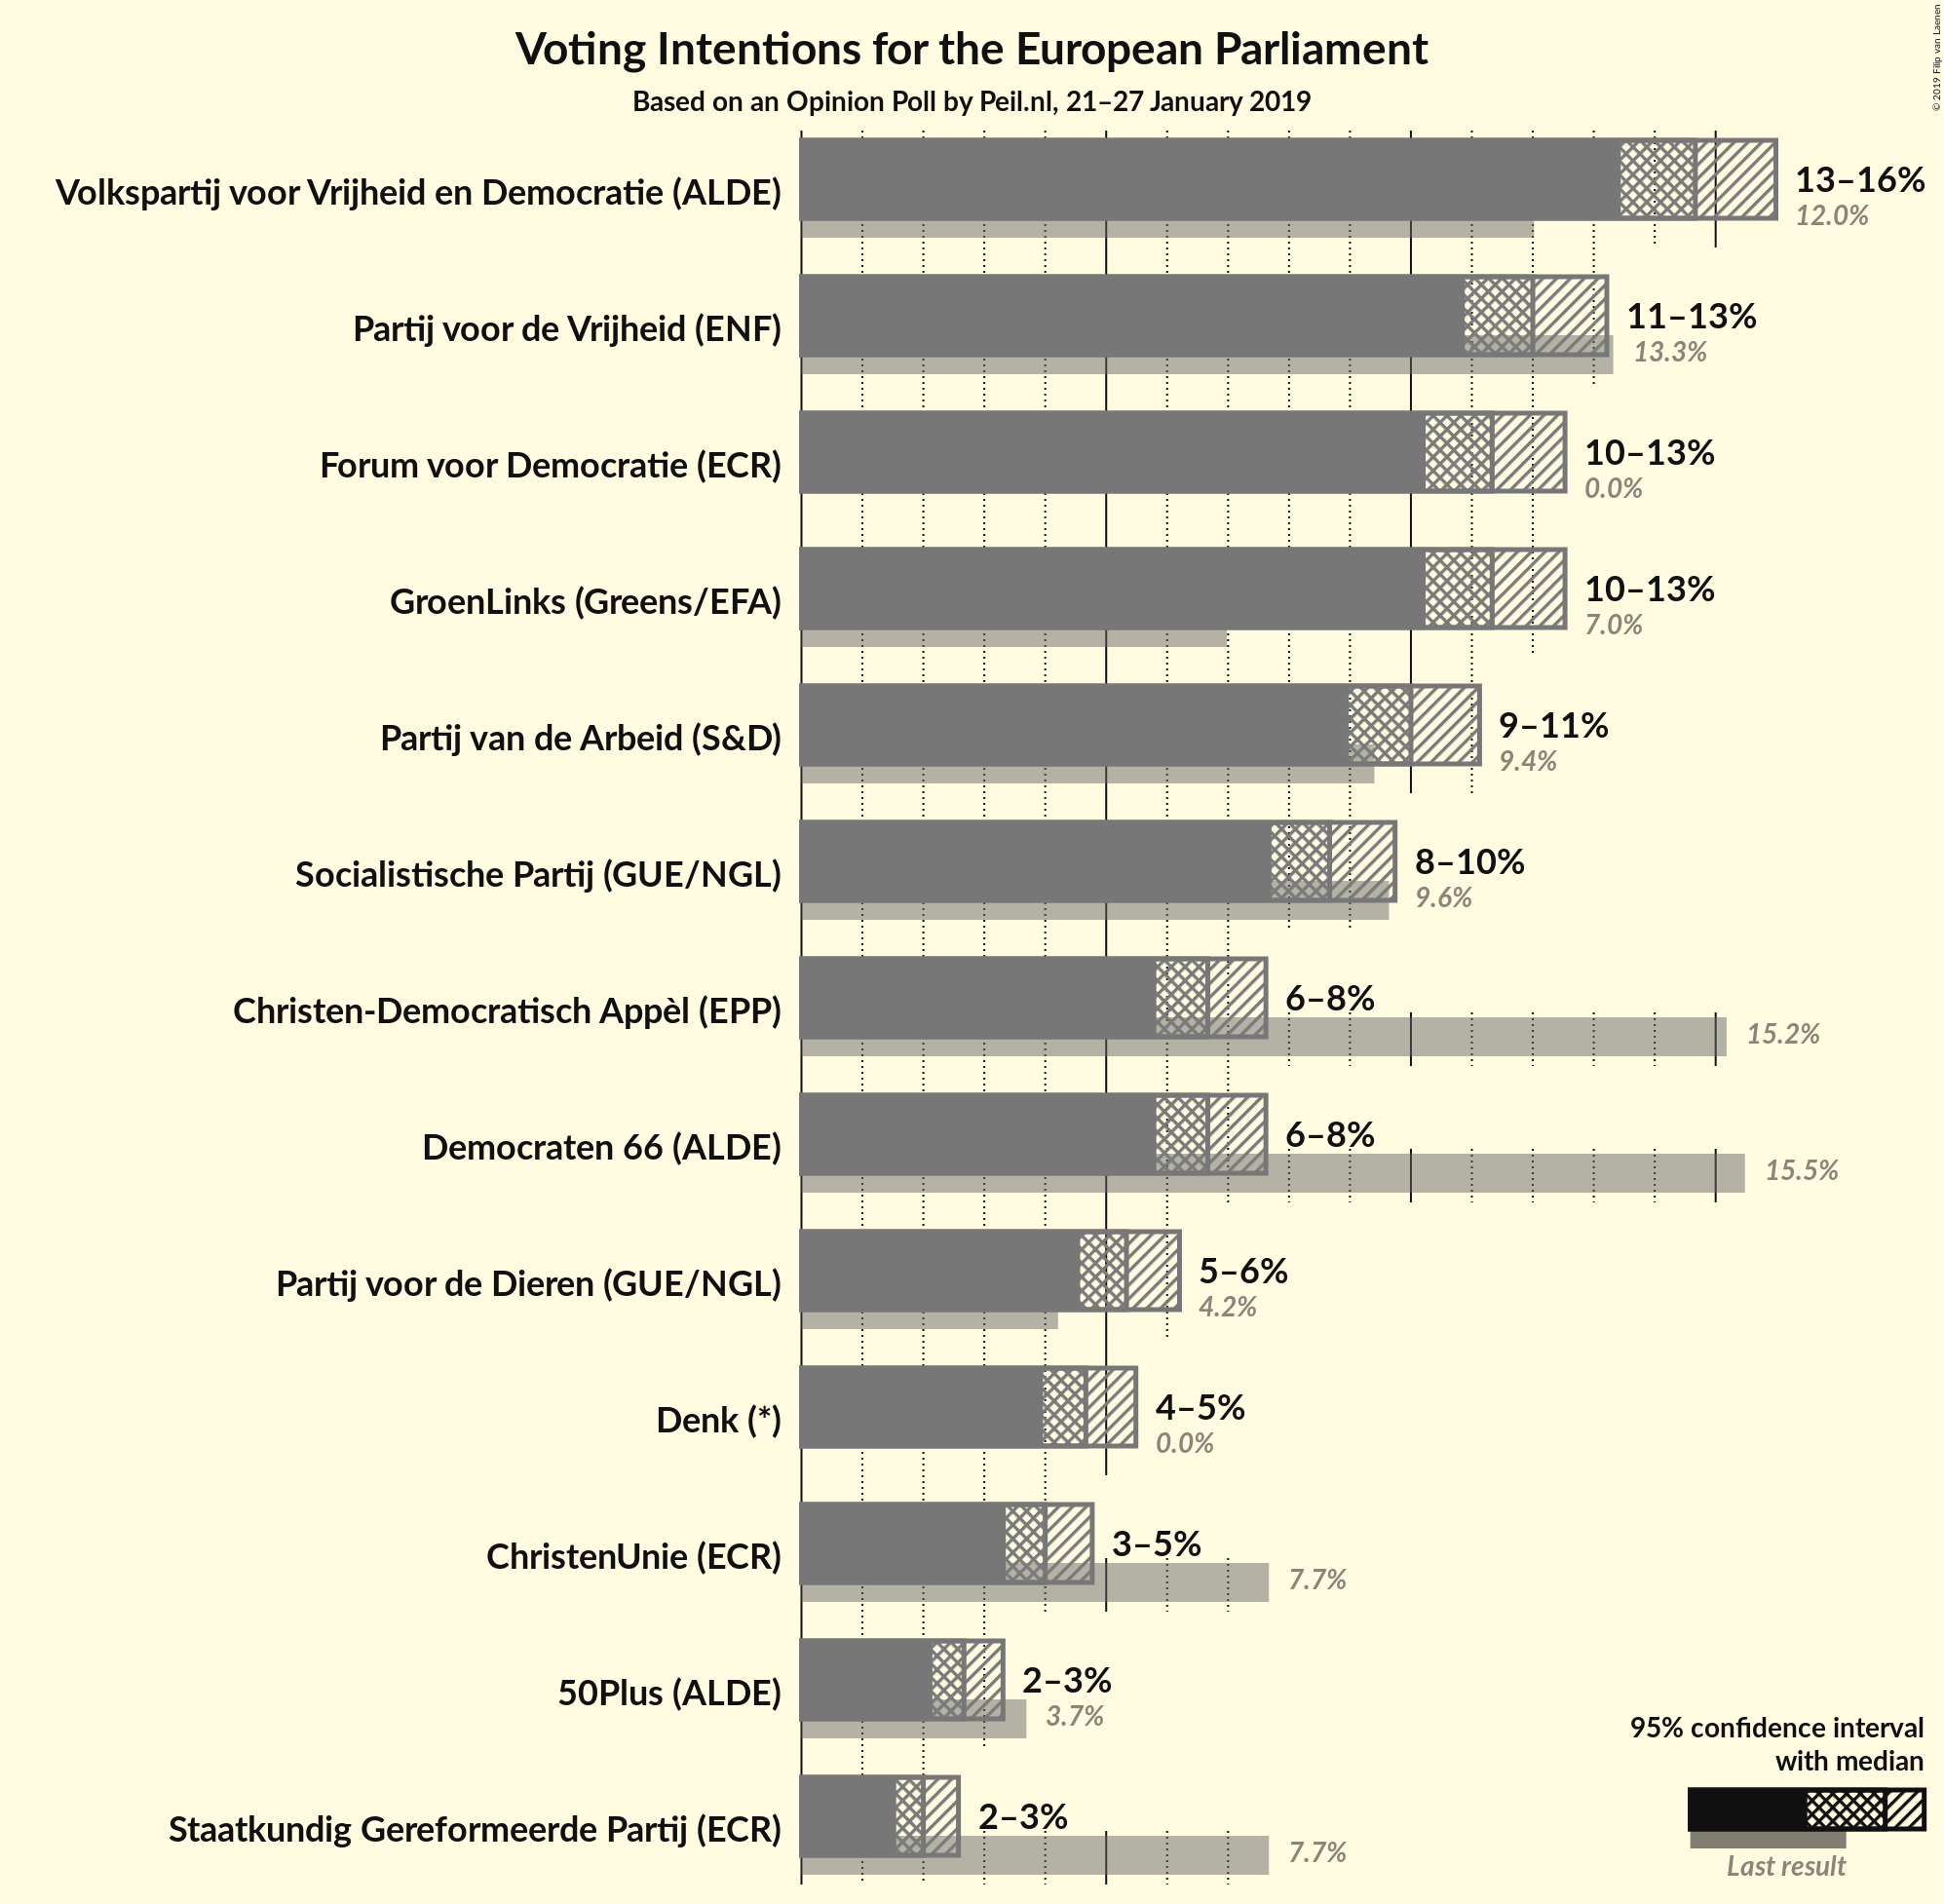 Voting Intentions for the European Parliament
Based on an Opinion Poll by Peil.nl, 21–27 January 2019
© 2019 Filip van Laenen
Volkspartij voor Vrijheid en Democratie (ALDE)
13–16%
12.0%
Partij voor de Vrijheid (ENF)
11–13%
13.3%
Forum voor Democratie (ECR)
10–13%
0.0%
GroenLinks (Greens/EFA)
10–13%
7.0%
Partij van de Arbeid (S&D)
9–11%
9.4%
Socialistische Partij (GUE/NGL)
8–10%
9.6%
Christen-Democratisch Appèl (EPP)
6–8%
15.2%
Democraten 66 (ALDE)
6–8%
15.5%
Partij voor de Dieren (GUE/NGL)
5–6%
4.2%
Denk (*)
4–5%
0.0%
ChristenUnie (ECR)
3–5%
7.7%
50Plus (ALDE)
2–3%
3.7%
Staatkundig Gereformeerde Partij (ECR)
2–3%
7.7%
95% confidence interval
with median
Last result